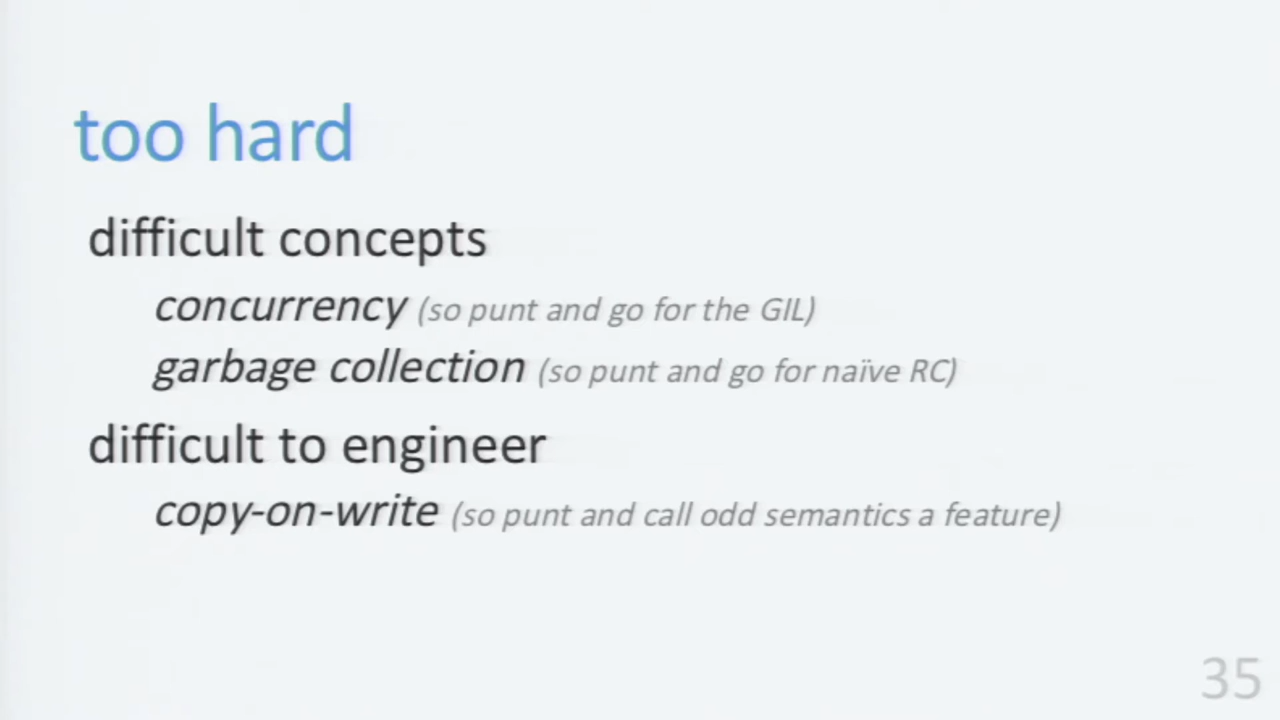 too hard
difficult concepts
concurrency (so punt and go for the GIL)
garbage collection (so punt and go for naïve RC)
difficult to engineer
copy-on-write (so punt and call odd semantics a feature)
35